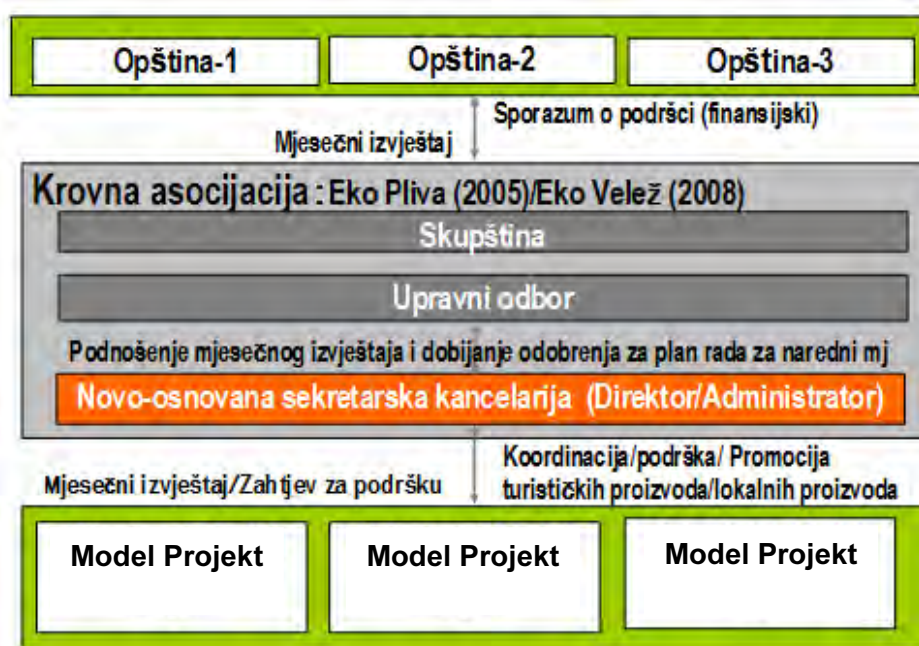 Opština-1 Opština-2 Opština-3
Sporazum o podršci (finansijski)
Mjesečni izvještaj
Krovna asocijacija : Eko Pliva (2005)/Eko Velež (2008)
Skupština
Upravni odbor
Podnošenje mjesečnog izvještaja i dobijanje odobrenja za plan rada za naredni mj
Novo-osnovana sekretarska kancelarija (Direktor/Administrator)
Koordinacija/podrška/ Promocija
Mjesečni izvještaj/Zahtjev za podršku
turističkih proizvoda/lokalnih proizvoda
Model Projekt Model Projekt Model Projekt